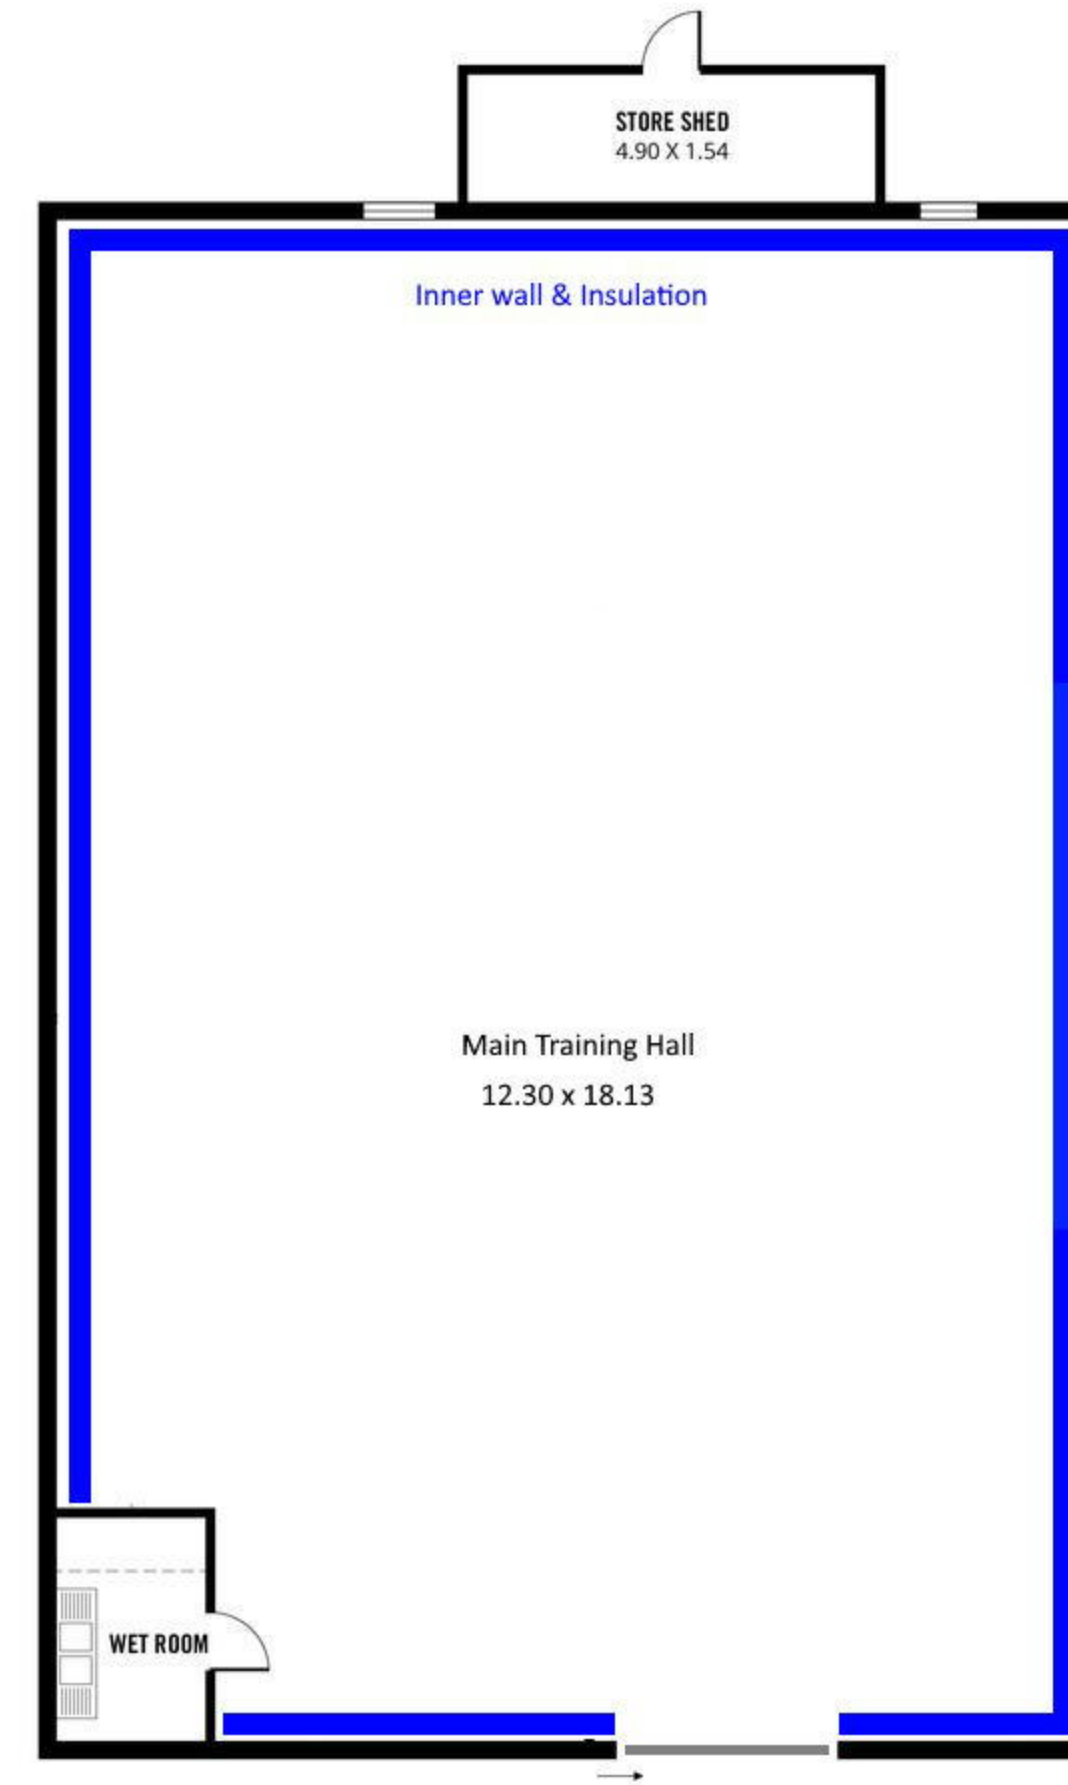 STORE SHED
4.90 X 1.54
Inner wall & Insulation
Main Training Hall
12.30 x 18.13
WET ROOM